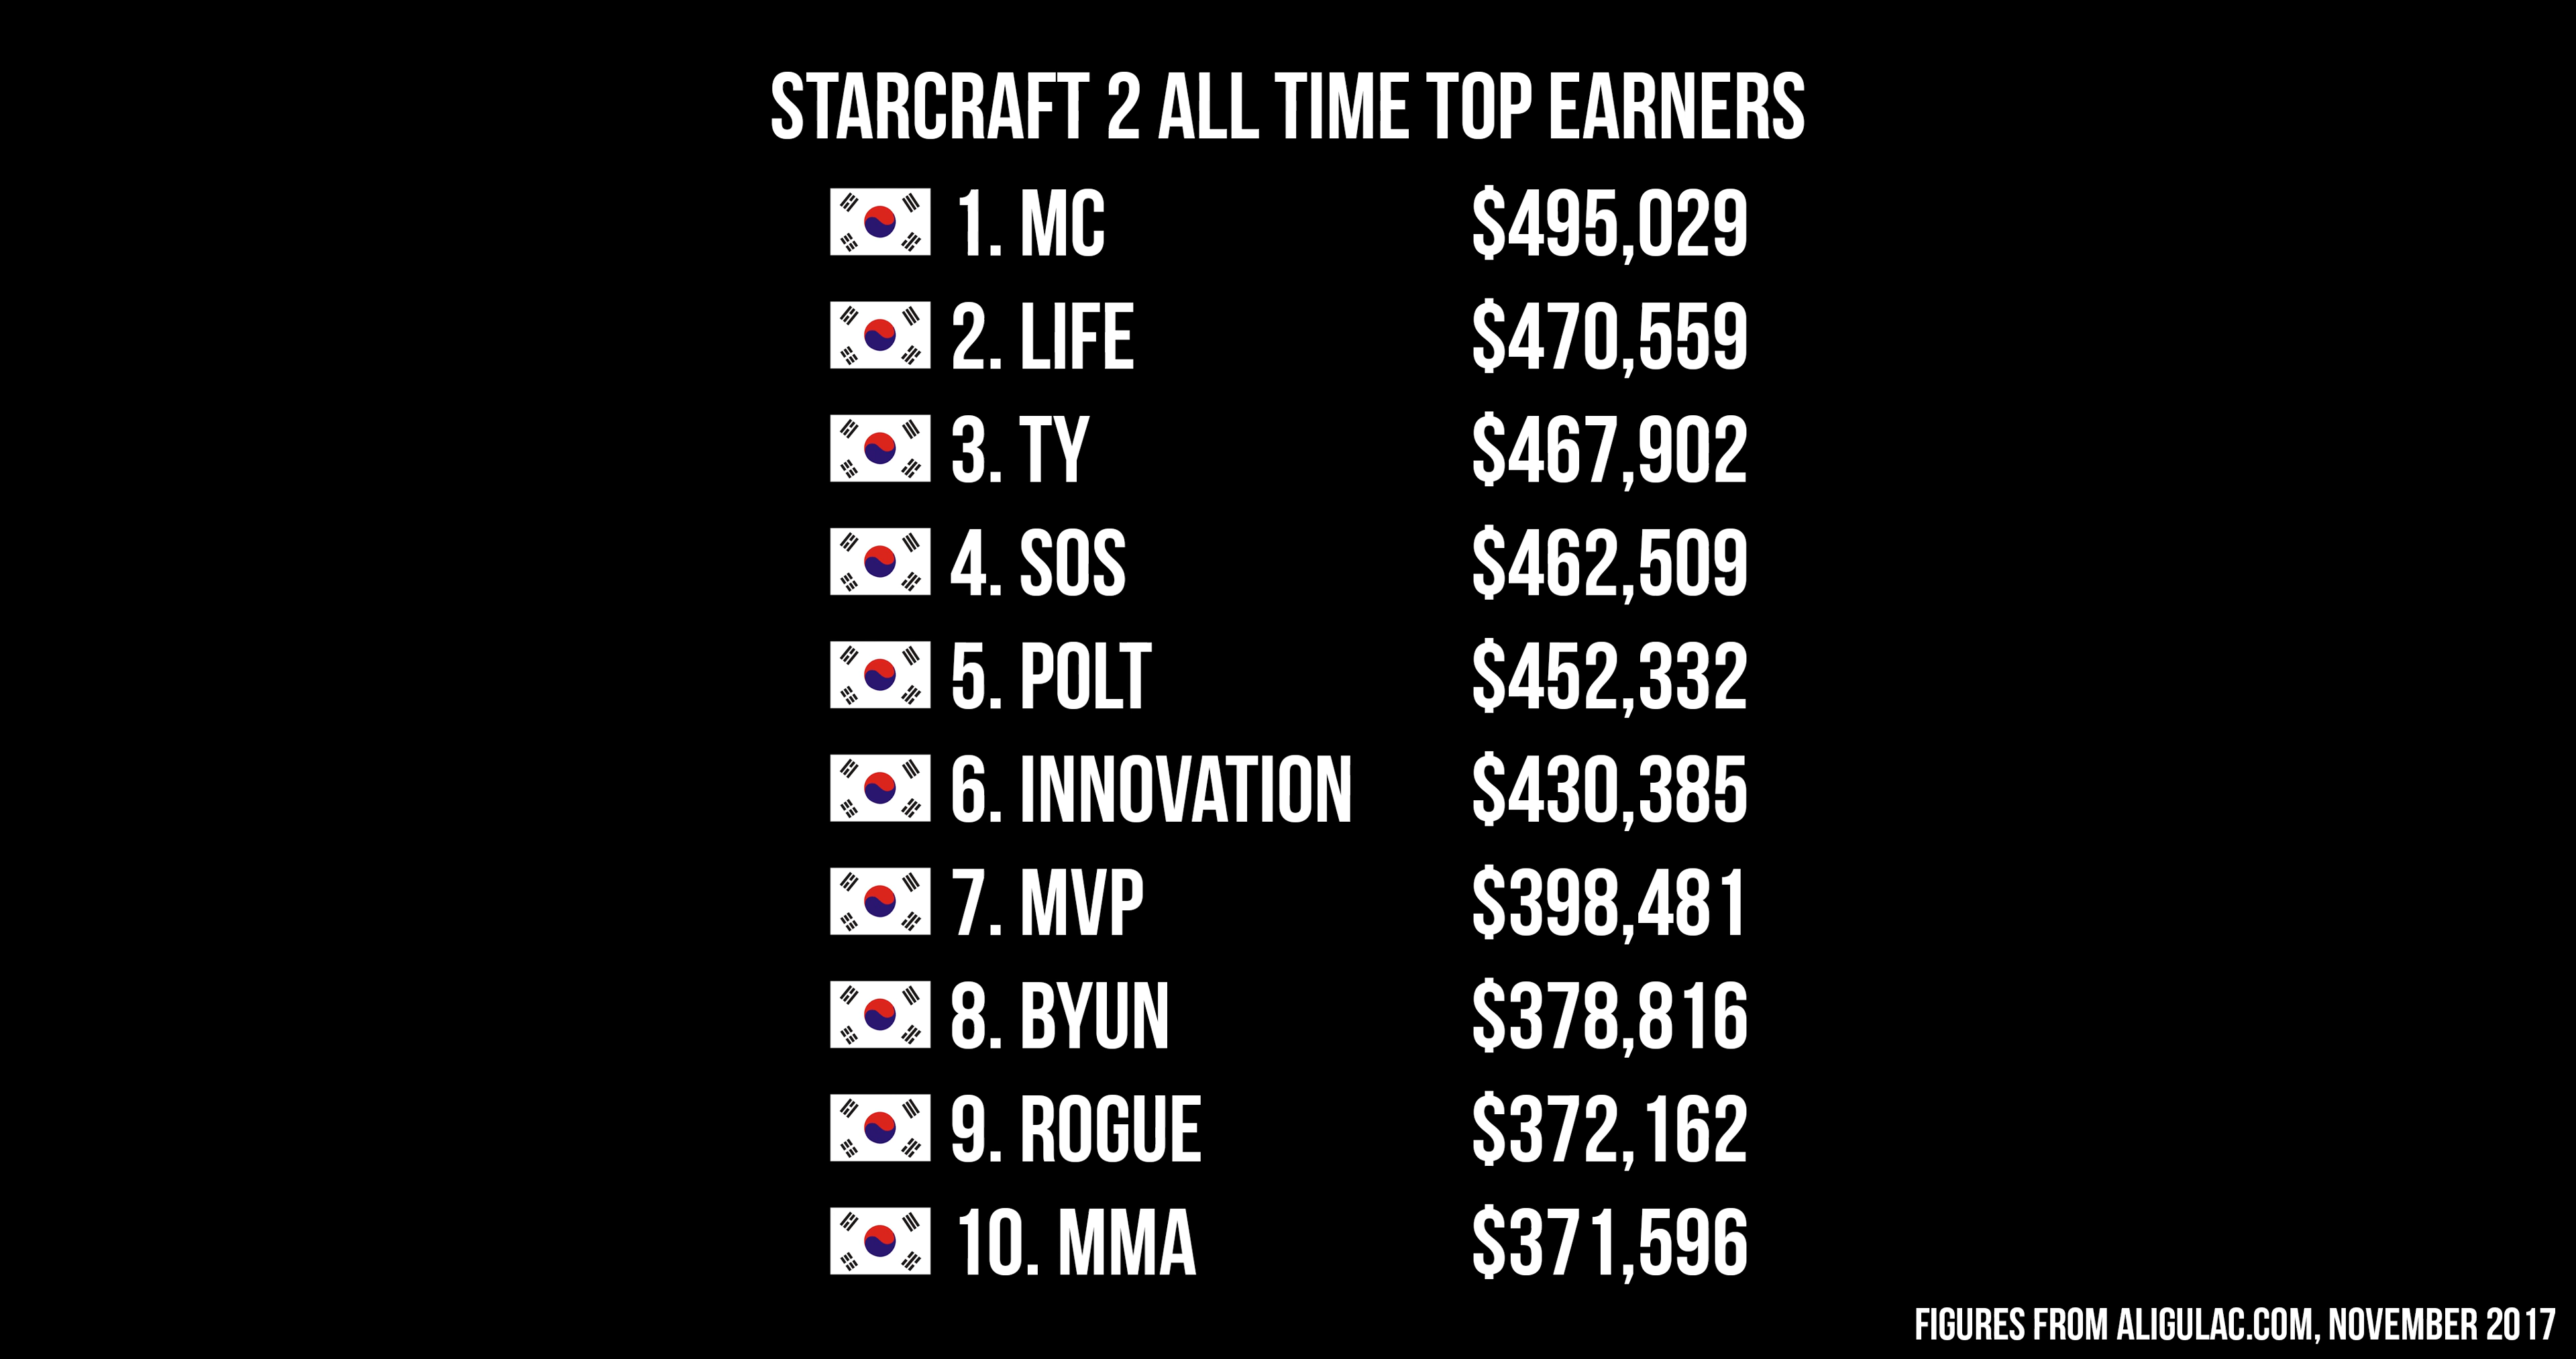 STARCRAFT 2 ALL TIME TOP EARNERS
1. MC $495,029
2. LIFE $470,559
3. TY $467,902
4. SOS $462,509
5. POLT $452,332
6. INNOVATION $430,385
7. MVP $398,481
8. BYUN $378,816
9. ROGUE $372,162
10. MMA $371,596
FIGURES FROM ALIGULAC.COM, NOVEMBER 2017